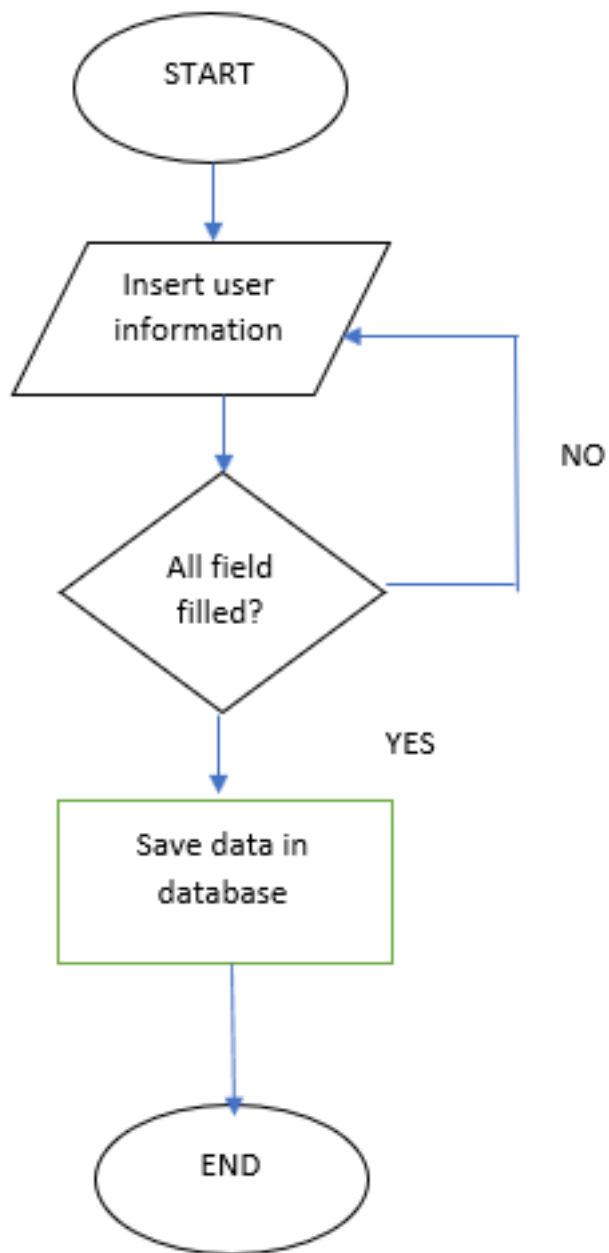 START
Insert user
information
NO
All field
filled?
YES
Save data in
database
END